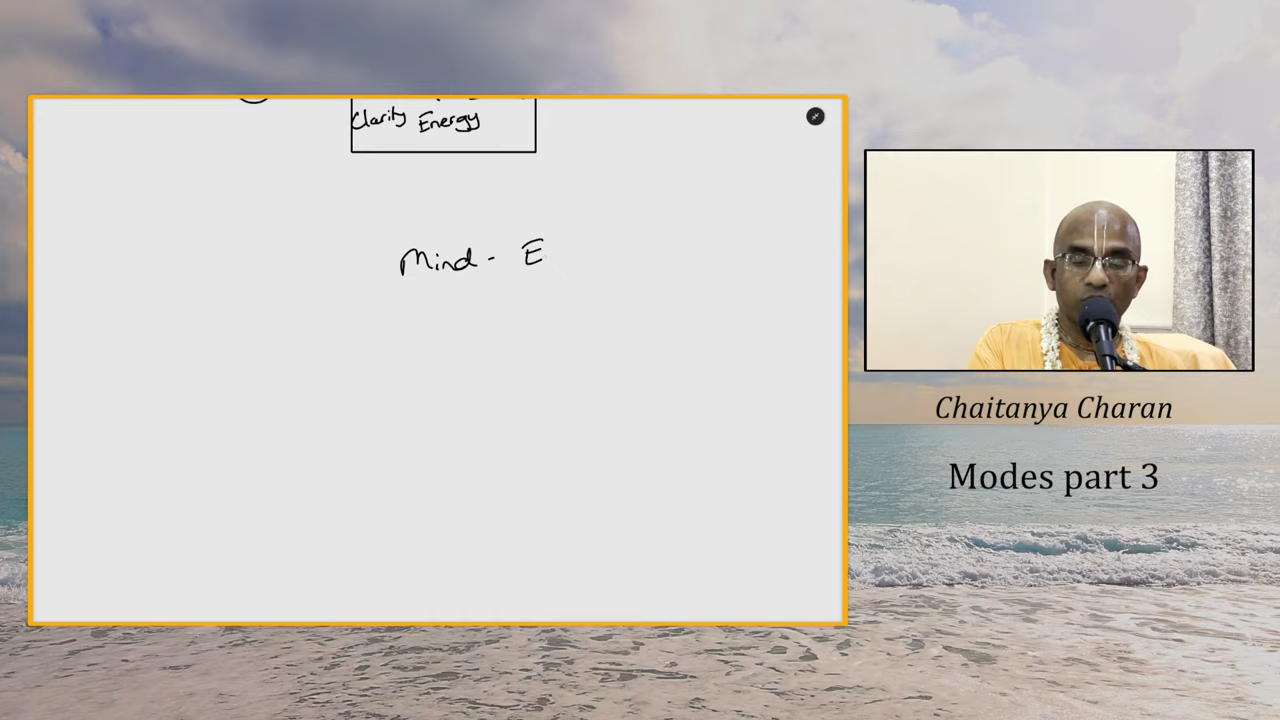 Clarity Energy
Mind - E
Chaitanya Charan
Modes part 3